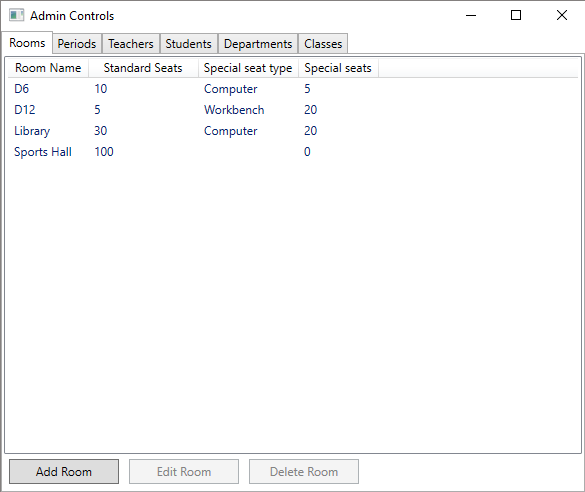 Admin Controls
Rooms Periods Teachers Students Departments Classes
Room Name Standard Seats Special seat type Special seats
D6 10 Computer 5
D12 5 Workbench 20
Library 30 Computer 20
Sports Hall 100 0
Add Room Edit Room Delete Room